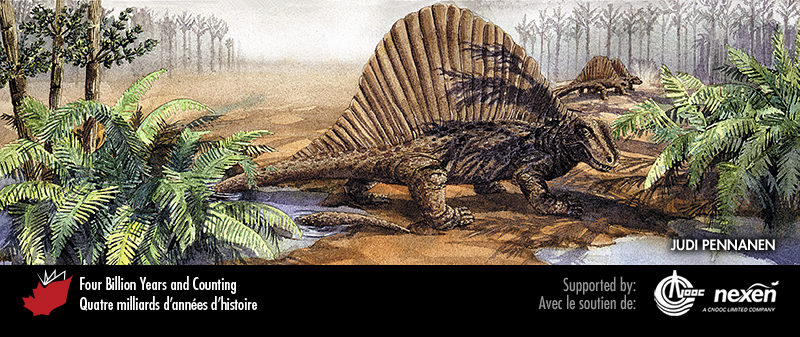 JUDI PENNANEN
Four Billion Years and Counting
Quatre milliards d'années d'histoire
Supported by:
Avec le soutien de:
CNOOC
nexen
A CNOOC LIMITED COMPANY